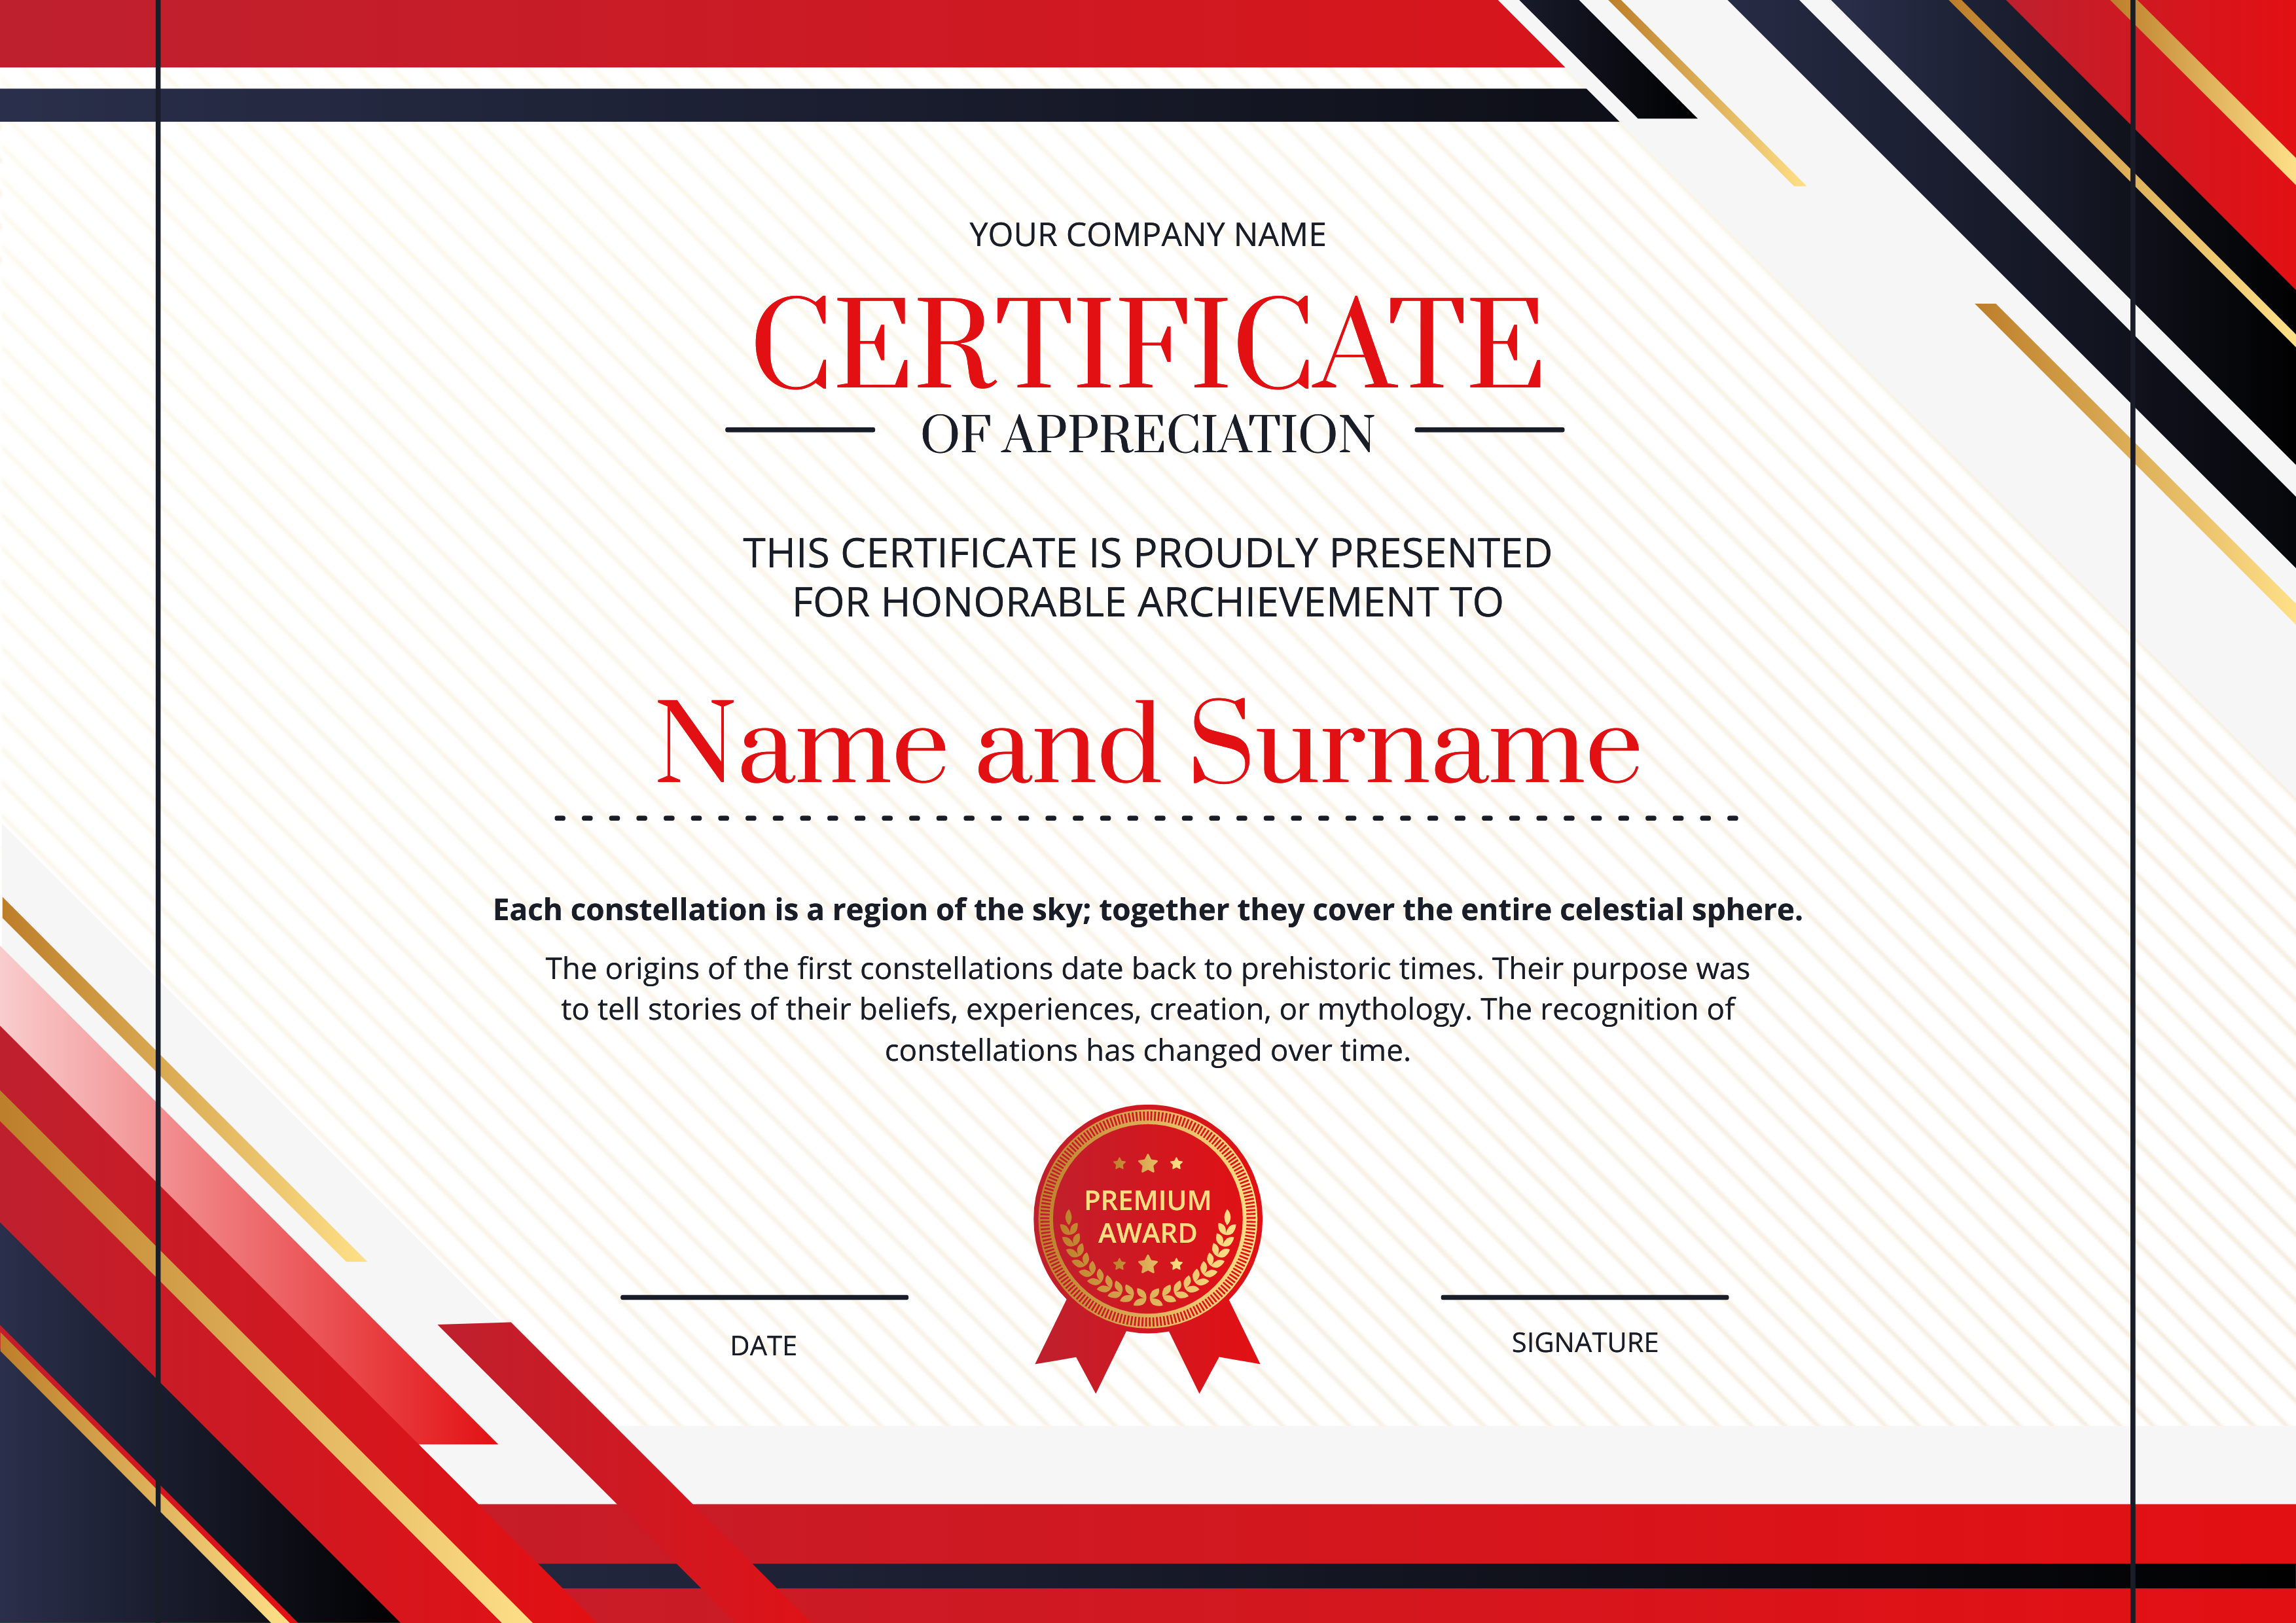 YOUR COMPANY NAME
CERTIFICATE
OF APPRECIATION
THIS CERTIFICATE IS PROUDLY PRESENTED
FOR HONORABLE ARCHIEVEMENT TO
Name and Surname
Each constellation is a region of the sky; together they cover the entire celestial sphere.
The origins of the first constellations date back to prehistoric times. Their purpose was
to tell stories of their beliefs, experiences, creation, or mythology. The recognition of
constellations has changed over time.
PREMIUM
AWARD
DATE
SIGNATURE